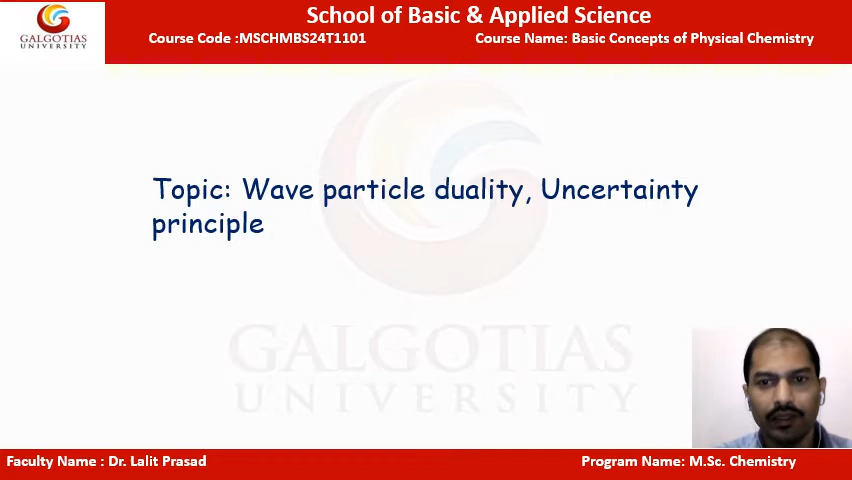 School of Basic & Applied Science
GALGOTIAS
UNIVERSITY
Course Code :MSCHMBS24T1101
Course Name: Basic Concepts of Physical Chemistry
Topic: Wave particle duality, Uncertainty
principle
GALGOTIAS
UNIVERSITY
Faculty Name : Dr. Lalit Prasad
Program Name: M.Sc. Chemistry